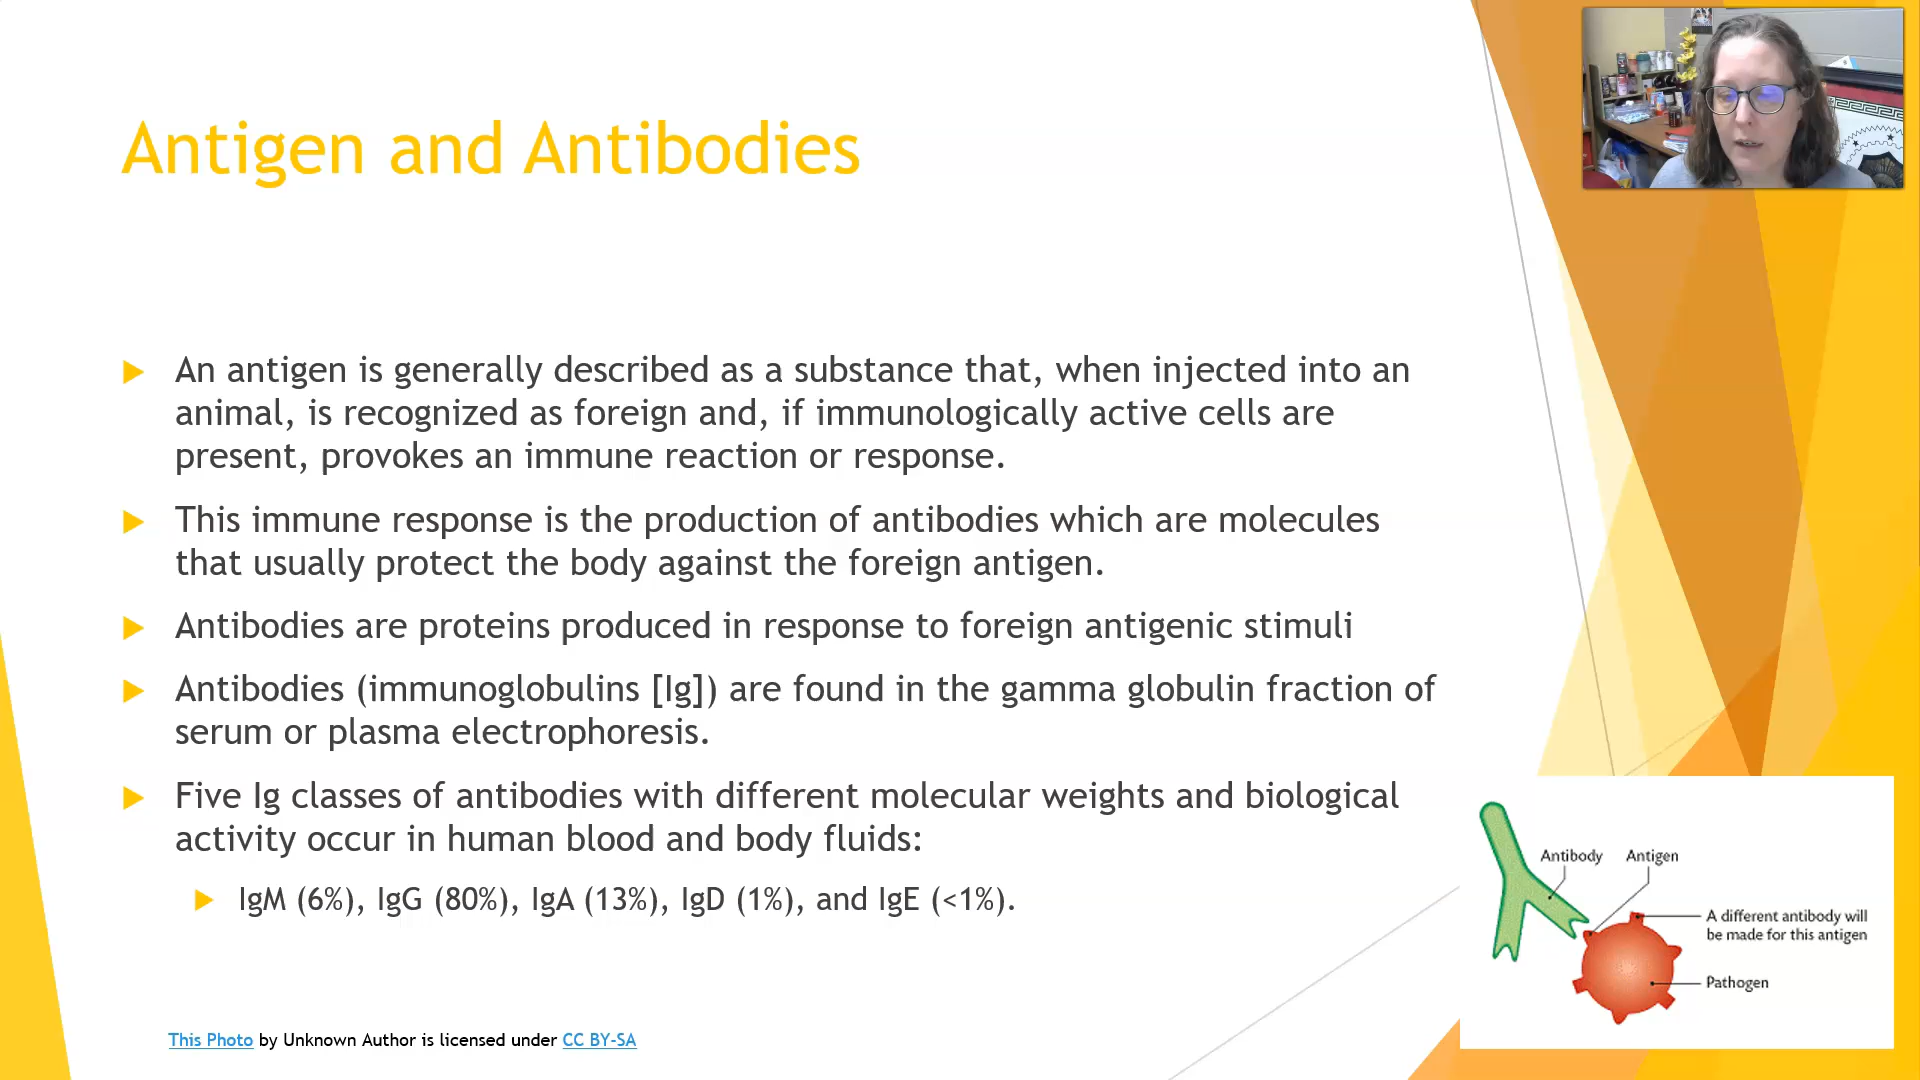 Antigen and Antibodies
An antigen is generally described as a substance that, when injected into an
animal, is recognized as foreign and, if immunologically active cells are
present, provokes an immune reaction or response.
This immune response is the production of antibodies which are molecules
that usually protect the body against the foreign antigen.
Antibodies are proteins produced in response to foreign antigenic stimuli
Antibodies (immunoglobulins [Ig]) are found in the gamma globulin fraction of
serum or plasma electrophoresis.
Five Ig classes of antibodies with different molecular weights and biological
activity occur in human blood and body fluids:
IgM (6%), IgG (80%), IgA (13%), IgD (1%), and IgE (<1%).
Antibody Antigen
A different antibody will
be made for this antigen
Pathogen
This Photo by Unknown Author is licensed under CC BY-SA